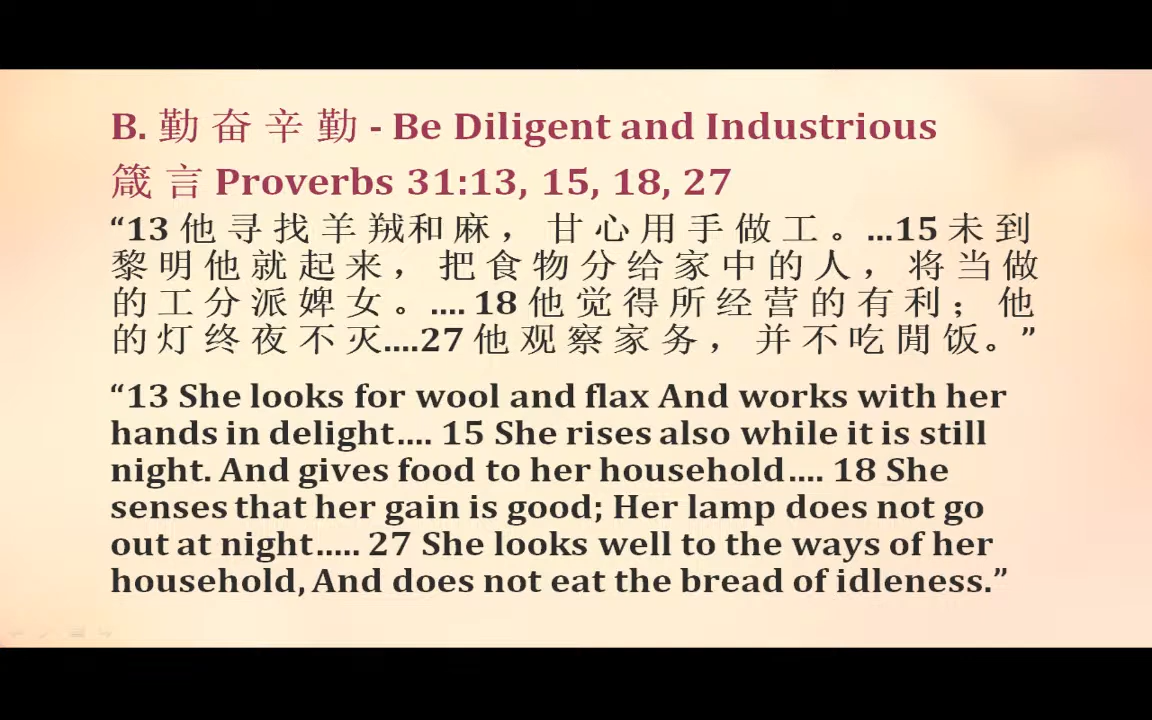 B. 勤 奋 辛 勤 - Be Diligent and Industrious
箴 言 Proverbs 31:13, 15, 18, 27
“13 他 寻 找 羊 羢和 麻 ， 甘 心 用 手 做 工 。...15 未 到
黎 明 他 就 起 来 ， 把 食 物 分 给 家 中 的 人 ， 将 当 做
的 工 分 派 婢 女 。.... 18 他 觉 得 所 经 营 的 有 利 ； 他
的 灯 终 夜 不 灭....27 他 观 察 家 务 ， 并 不 吃 閒 饭。”
“13 She looks for wool and flax And works with her
hands in delight.... 15 She rises also while it is still
night. And gives food to her household.... 18 She
senses that her gain is good; Her lamp does not go
out at night..... 27 She looks well to the ways of her
household, And does not eat the bread of idleness.”